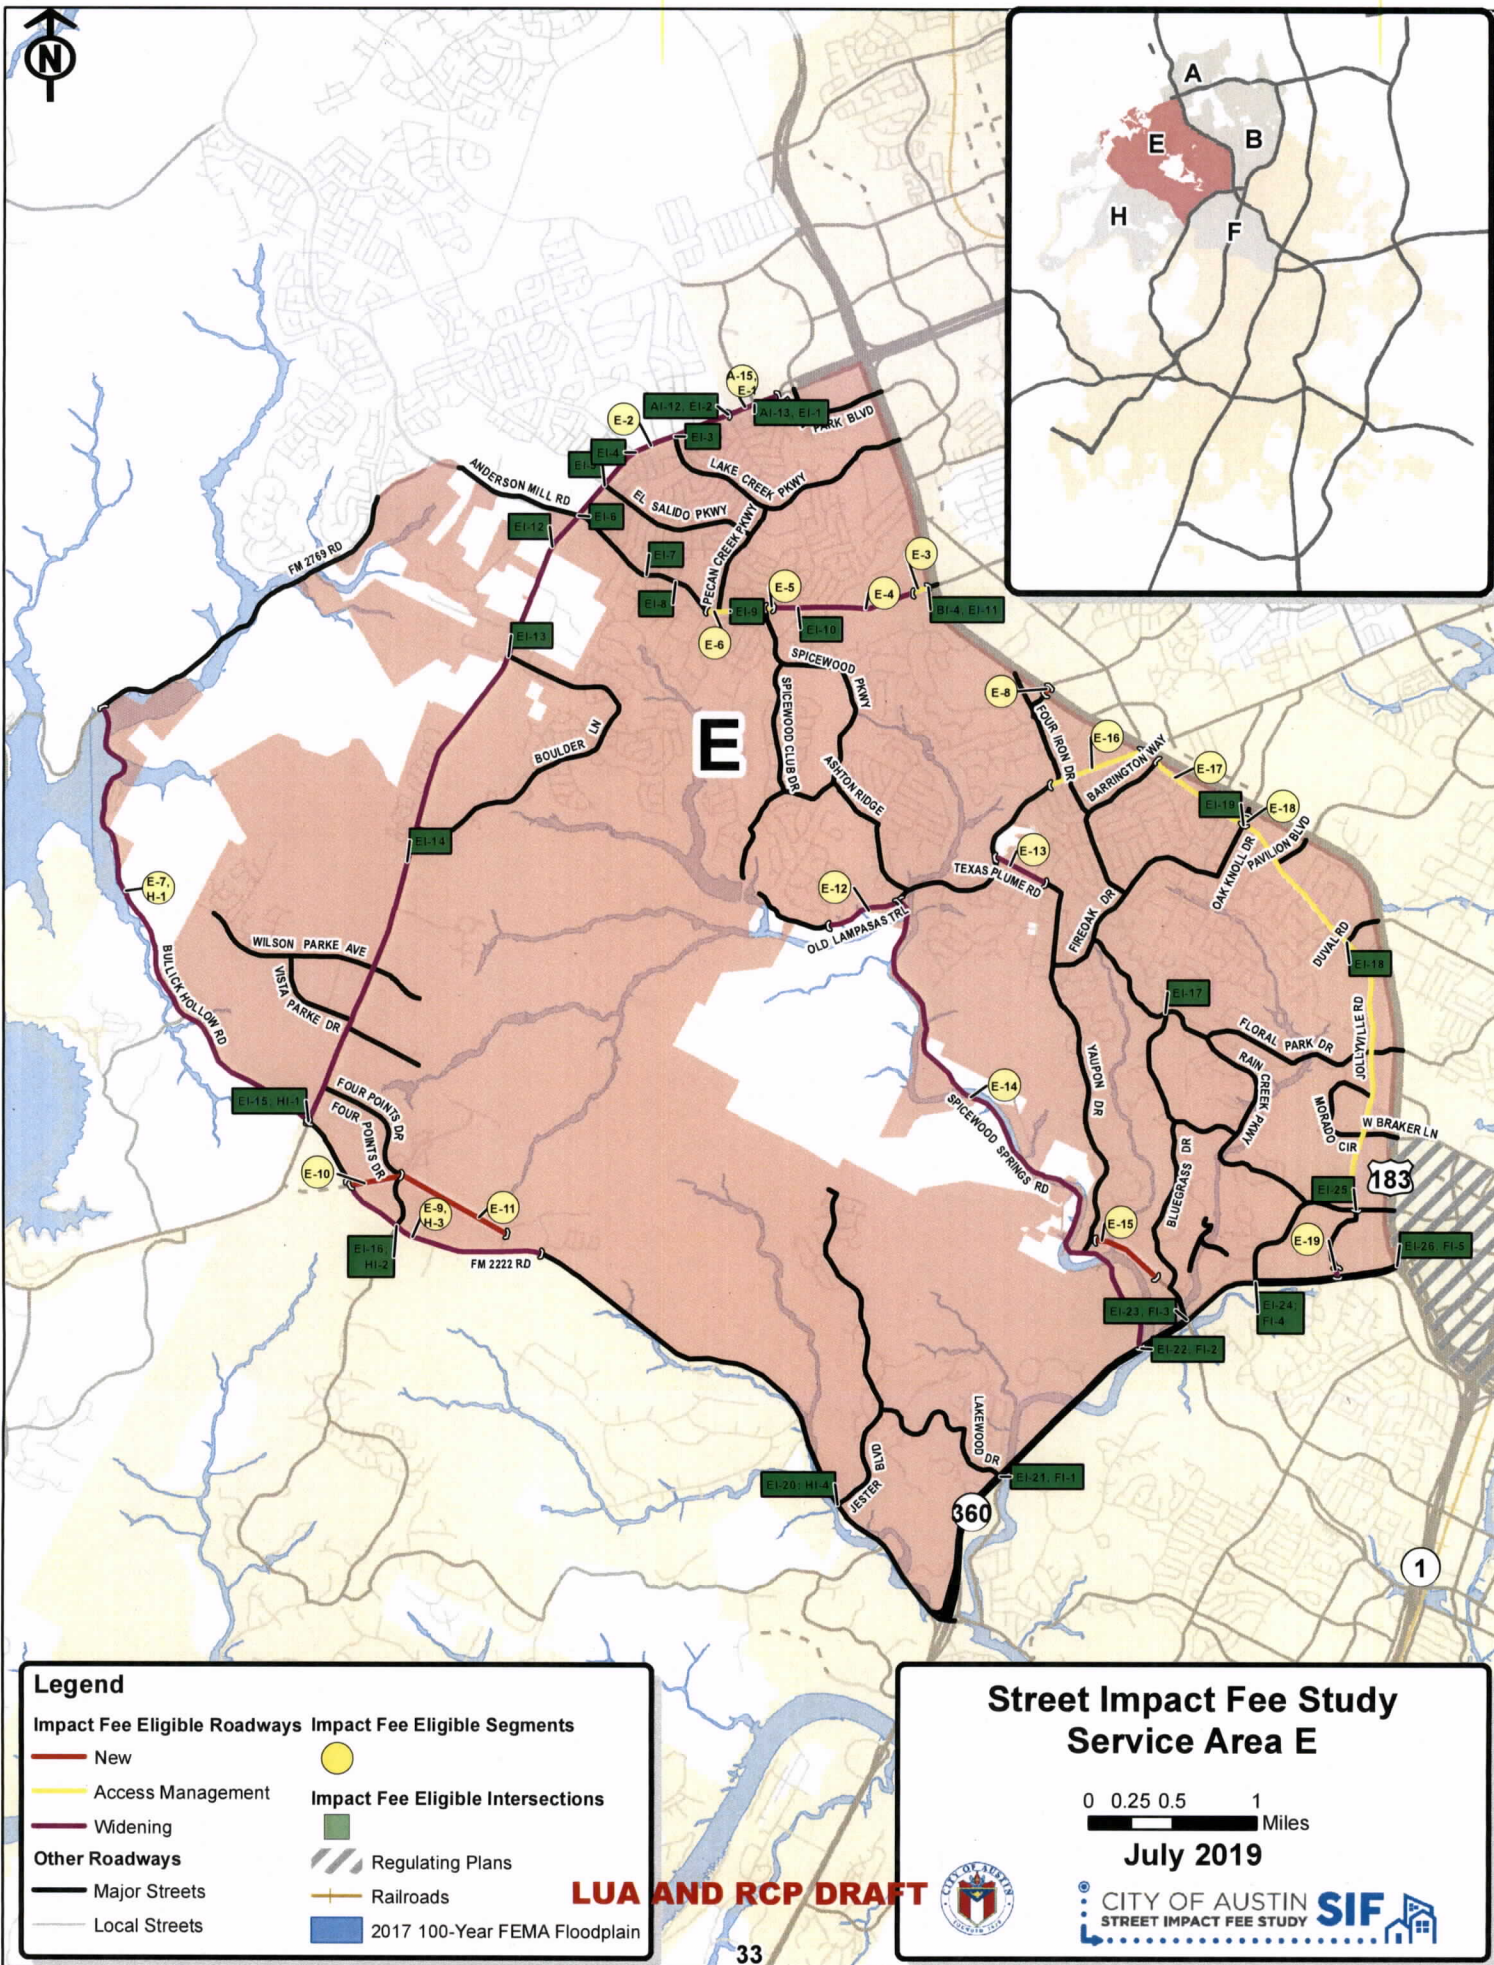 N
A
B
E
H
F
A-15,
E-1
AI-12, EI-2
AI-13, EI-1
PARK BLVD
E-2
EI-3
EI-4
EI-5
LAKE CREEK PKWY
ANDERSON MILL RD
EL SALIDO PKWY
EI-6
EI-12
PECAN CREEK PKWY
FM 2769 RD
EI-7
E-3
EI-8
EI-9
E-5
E-4
BI-4, EI-11
EI-10
E-6
EI-13
SPICEWOOD PKWY
E-8
SPICEWOOD CLUB DR
FOUR IRON DR
E
BOULDER LN
E-16
BARRINGTON WAY
E-17
ASHTON RIDGE
EI-19
E-18
EI-14
OAK KNOLL DR
PAVILION BLVD
E-13
TEXAS PLUME RD
E-7,
H-1
E-12
OLD LAMPASAS TRL
FIREOAK DR
DUVAL RD
EI-18
WILSON PARKE AVE
VISTA PARKE DR
BULLICK HOLLOW RD
EI-17
JOLLYVILLE RD
FLORAL PARK DR
RAIN CREEK PKWY
YAUPON DR
E-14
SPICEWOOD SPRINGS RD
EI-15, HI-1
FOUR POINTS DR
FOUR POINTS DR
MORADO CIR
W BRAKER LN
BLUEGRASS DR
183
E-10
EI-25
E-9,
H-3
E-11
E-15
E-19
EI-26, FI-5
EI-16,
HI-2
FM 2222 RD
EI-23, FI-3
EI-24,
FI-4
EI-22, FI-2
LAKEWOOD DR
JESTER BLVD
EI-20; HI-4
EI-21, FI-1
360
1
Legend
Impact Fee Eligible Roadways
New
Access Management
Widening
Other Roadways
Major Streets
Local Streets
Impact Fee Eligible Segments
Impact Fee Eligible Intersections
Regulating Plans
Railroads
2017 100-Year FEMA Floodplain
Street Impact Fee Study
Service Area E
0 0.25 0.5 1
Miles
July 2019
CITY OF AUSTIN
CITY OF AUSTIN
STREET IMPACT FEE STUDY
SIF
LUA AND RCP DRAFT
33